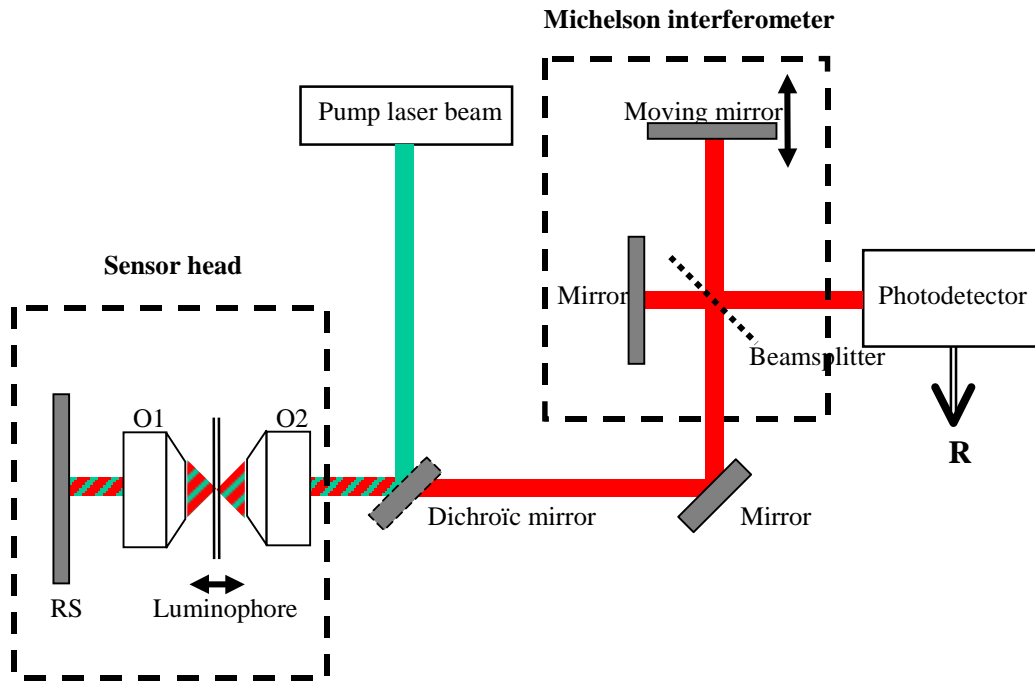 Michelson interferometer
Pump laser beam
Moving mirror
Sensor head
Mirror
Photodetector
Beamsplitter
O1
O2
R
Dichroïc mirror
Mirror
RS
Luminophore